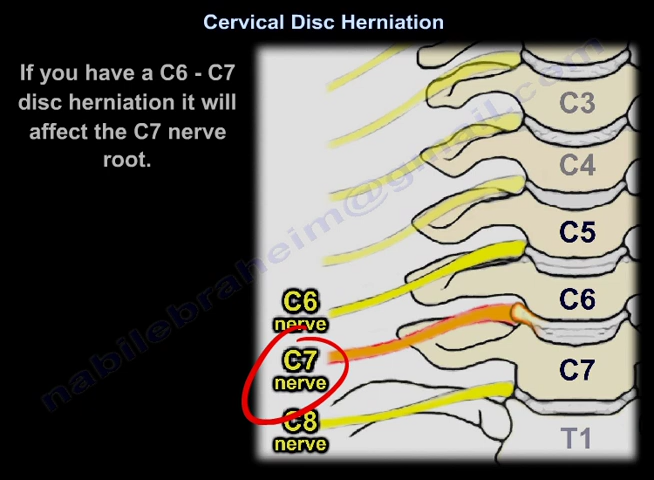 Cervical Disc Herniation
If you have a C6 - C7
disc herniation it will
affect the C7 nerve
root.
C3
C4
C5
C6
C7
T1
C6
nerve
C7
nerve
C8
nerve
nabilebraheim@gmail.com